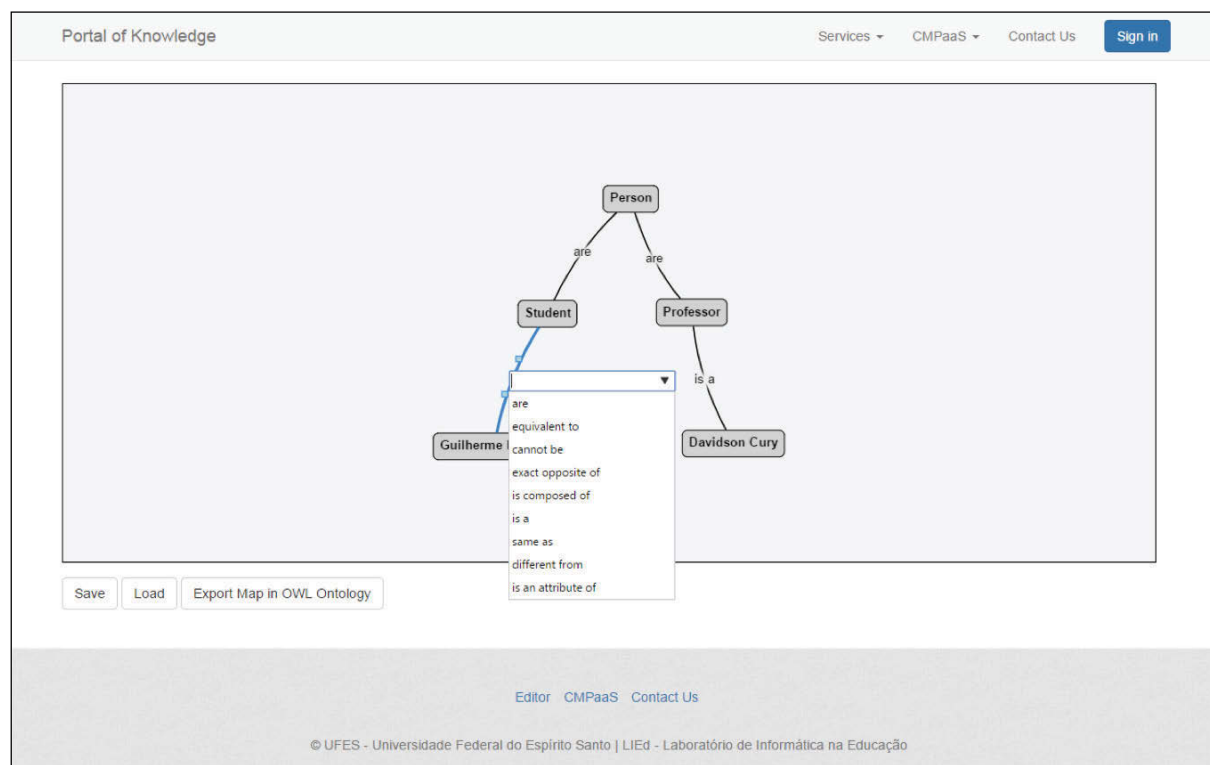 Portal of Knowledge Services CMPaaS Contact Us Sign in
Person
are are
Student Professor
is a
are
equivalent to
Guilherme Davidson Cury
cannot be
exact opposite of
is composed of
is a
same as
different from
is an attribute of
Save Load Export Map in OWL Ontology
Editor CMPaaS Contact Us
© UFES - Universidade Federal do Espírito Santo | LIEd - Laboratório de Informática na Educação